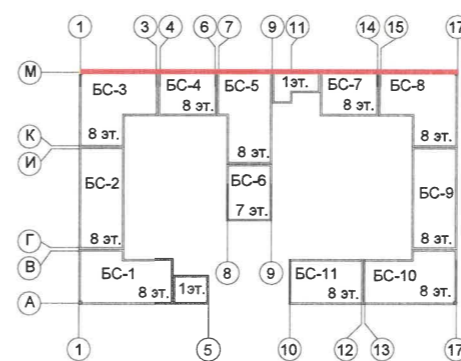 1 3 4 6 7 9 11 14 15 17
М
БС-3 БС-4 БС-5 1эт. БС-7 БС-8
8 эт. 8 эт. 8 эт. 8 эт.
К
И
8 эт. 8 эт.
БС-2 БС-6 БС-9
7 эт.
8 эт. 8 эт.
Г
В
БС-1 1эт. БС-11 БС-10
8 эт. 8 эт. 8 эт.
А
8 9
1 5 10 12 13 17